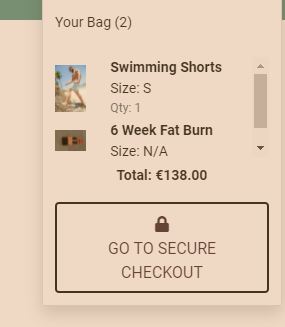 Your Bag (2)
Swimming Shorts
Size: S
Qty: 1
6 Week Fat Burn
Size: N/A
Total: €138.00
GO TO SECURE
CHECKOUT